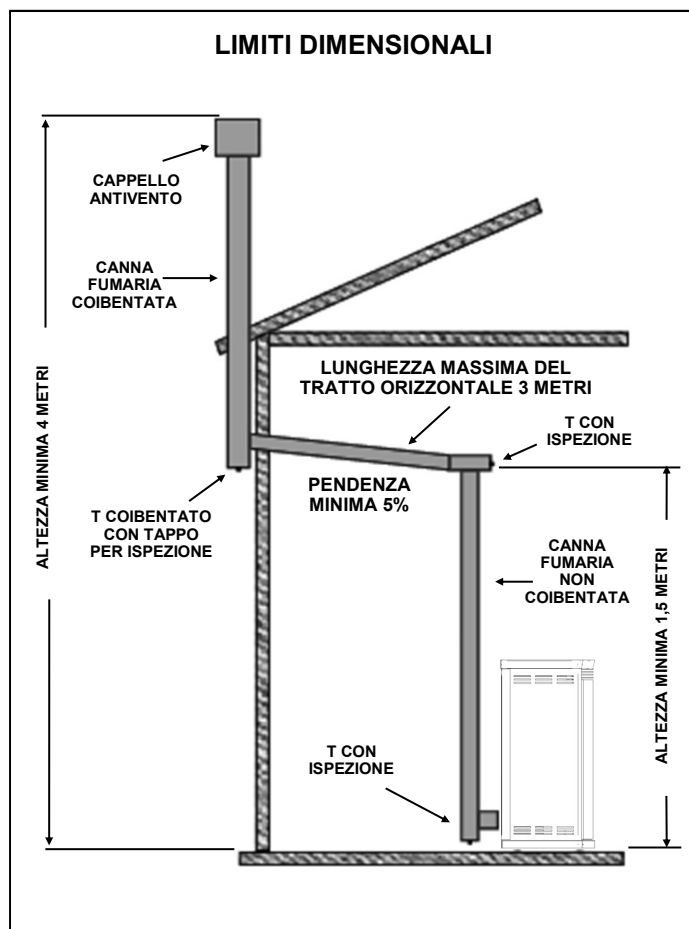 LIMITI DIMENSIONALI
CAPPELLO
ANTIVENTO
CANNA
FUMARIA
COIBENTATA
ALTEZZA MINIMA 4 METRI
LUNGHEZZA MASSIMA DEL
TRATTO ORIZZONTALE 3 METRI
T CON
ISPEZIONE
PENDENZA
MINIMA 5%
T COIBENTATO
CON TAPPO
PER ISPEZIONE
CANNA
FUMARIA
NON
COIBENTATA
ALTEZZA MINIMA 1,5 METRI
T CON
ISPEZIONE